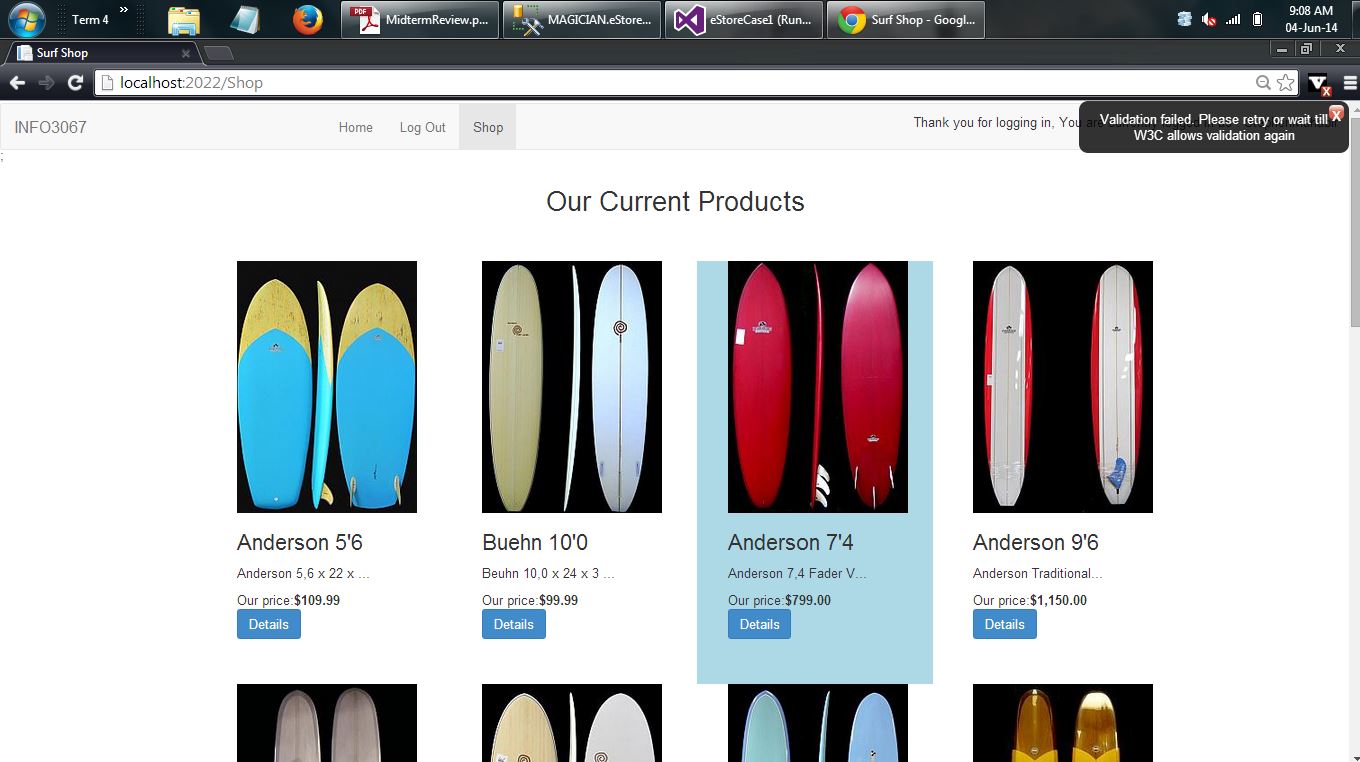 Term 4
»
MidtermReview.p...
MAGICIAN.eStore...
eStoreCase1 (Run...
Surf Shop - Googl...
9:08 AM
04-Jun-14
Surf Shop
localhost:2022/Shop
INFO3067
Home
Log Out
Shop
Thank you for logging in, You are
Validation failed. Please retry or wait till
W3C allows validation again
;
Our Current Products
Anderson 5'6
Anderson 5,6 x 22 x ...
Our price:$109.99
Details
Buehn 10'0
Beuhn 10,0 x 24 x 3 ...
Our price:$99.99
Details
Anderson 7'4
Anderson 7,4 Fader V...
Our price:$799.00
Details
Anderson 9'6
Anderson Traditional...
Our price:$1,150.00
Details